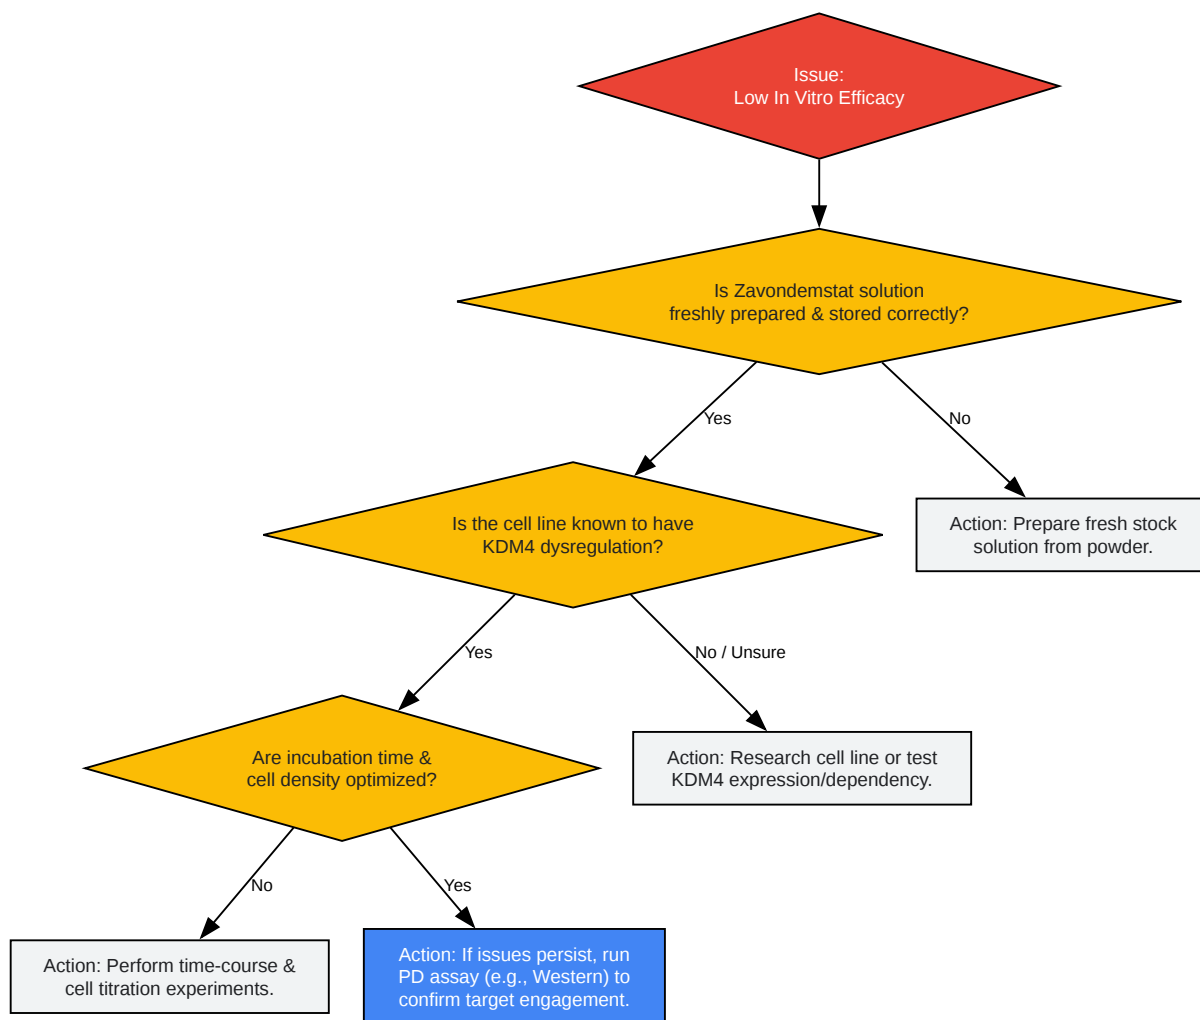 Issue:
Low In Vitro Efficacy
Is Zavondemstat solution
freshly prepared & stored correctly?
Yes
No
Is the cell line known to have
KDM4 dysregulation?
Action: Prepare fresh stock
solution from powder.
Yes
No / Unsure
Are incubation time &
cell density optimized?
Action: Research cell line or test
KDM4 expression/dependency.
No
Yes
Action: Perform time-course &
cell titration experiments.
Action: If issues persist, run
PD assay (e.g., Western) to
confirm target engagement.